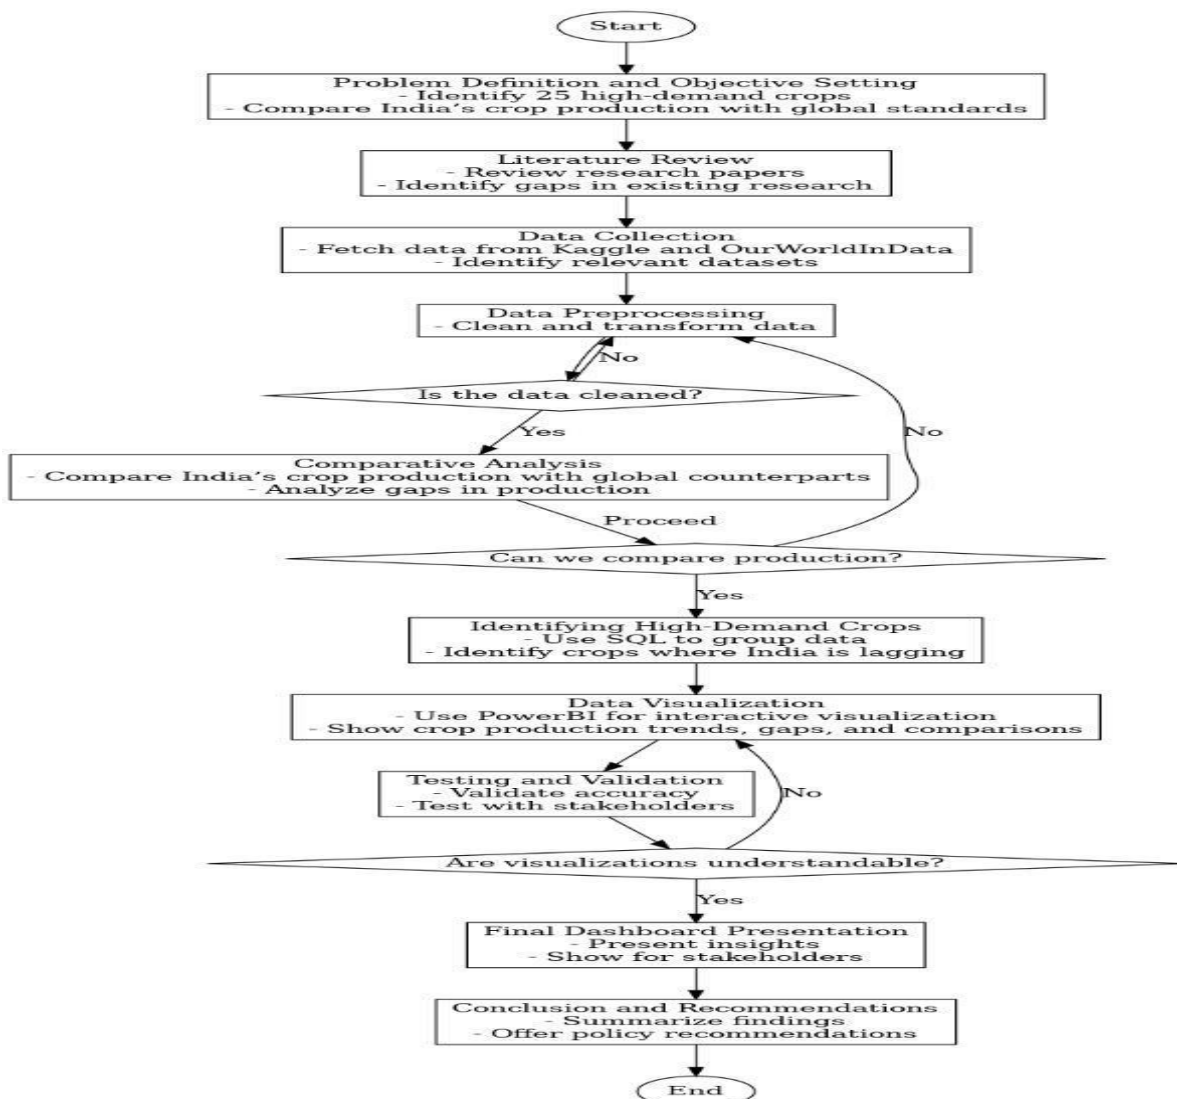 Start
Problem Definition and Objective Setting
- Identify 25 high-demand crops
- Compare India's crop production with global standards
Literature Review
- Review research papers
- Identify gaps in existing research
Data Collection
- Fetch data from Kaggle and OurWorldInData
- Identify relevant datasets
Data Preprocessing
- Clean and transform data
No
Is the data cleaned?
Yes
No
Comparative Analysis
- Compare India's crop production with global counterparts
- Analyze gaps in production
Proceed
Can we compare production?
Yes
Identifying High-Demand Crops
- Use SQL to group data
- Identify crops where India is lagging
Data Visualization
- Use PowerBI for interactive visualization
- Show crop production trends, gaps, and comparisons
Testing and Validation
- Validate accuracy
- Test with stakeholders
No
Are visualizations understandable?
Yes
Final Dashboard Presentation
- Present insights
- Show for stakeholders
Conclusion and Recommendations
- Summarize findings
- Offer policy recommendations
End